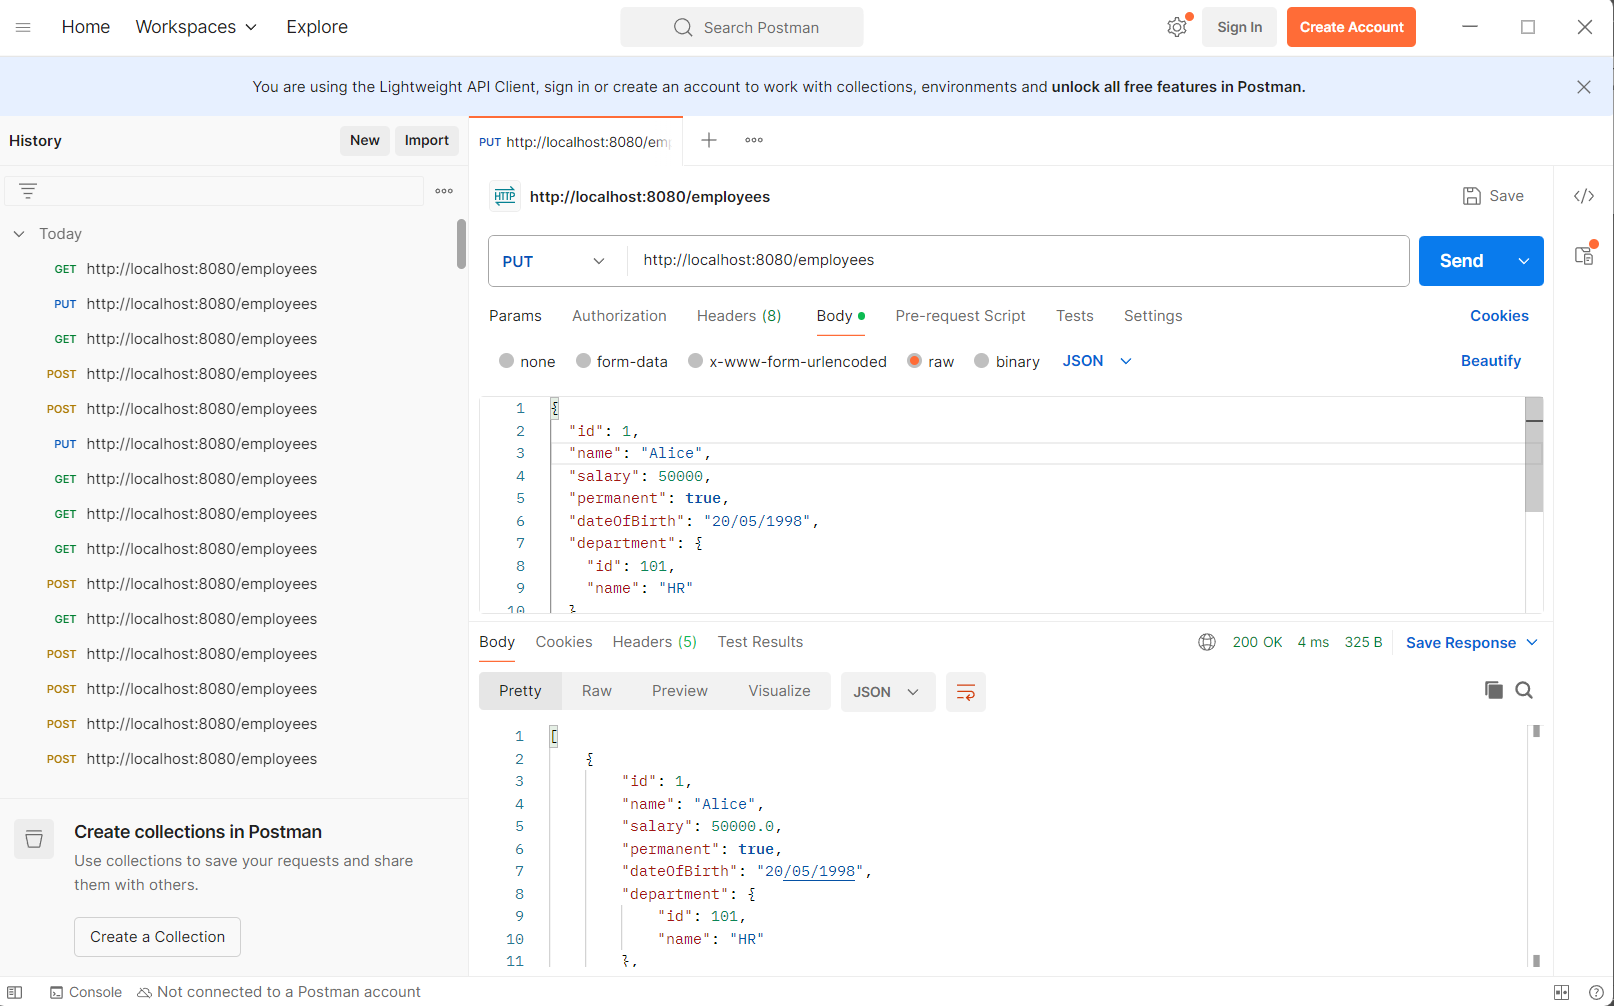 Home Workspaces Explore Search Postman Sign In Create Account
You are using the Lightweight API Client, sign in or create an account to work with collections, environments and unlock all free features in Postman.
History New Import
Today
GET http://localhost:8080/employees
PUT http://localhost:8080/employees
GET http://localhost:8080/employees
POST http://localhost:8080/employees
POST http://localhost:8080/employees
PUT http://localhost:8080/employees
GET http://localhost:8080/employees
GET http://localhost:8080/employees
GET http://localhost:8080/employees
POST http://localhost:8080/employees
GET http://localhost:8080/employees
POST http://localhost:8080/employees
POST http://localhost:8080/employees
POST http://localhost:8080/employees
POST http://localhost:8080/employees
Create collections in Postman
Use collections to save your requests and share
them with others.
Create a Collection
PUT http://localhost:8080/em
HTTP http://localhost:8080/employees Save
PUT http://localhost:8080/employees Send
Params Authorization Headers (8) Body Pre-request Script Tests Settings Cookies
none form-data x-www-form-urlencoded raw binary JSON Beautify
1 {
2 "id": 1,
3 "name": "Alice",
4 "salary": 50000,
5 "permanent": true,
6 "dateOfBirth": "20/05/1998",
7 "department": {
8 "id": 101,
9 "name": "HR"
10 }
Body Cookies Headers (5) Test Results 200 OK 4 ms 325 B Save Response
Pretty Raw Preview Visualize JSON
1 [
2 {
3 "id": 1,
4 "name": "Alice",
5 "salary": 50000.0,
6 "permanent": true,
7 "dateOfBirth": "20/05/1998",
8 "department": {
9 "id": 101,
10 "name": "HR"
11 },
Console Not connected to a Postman account